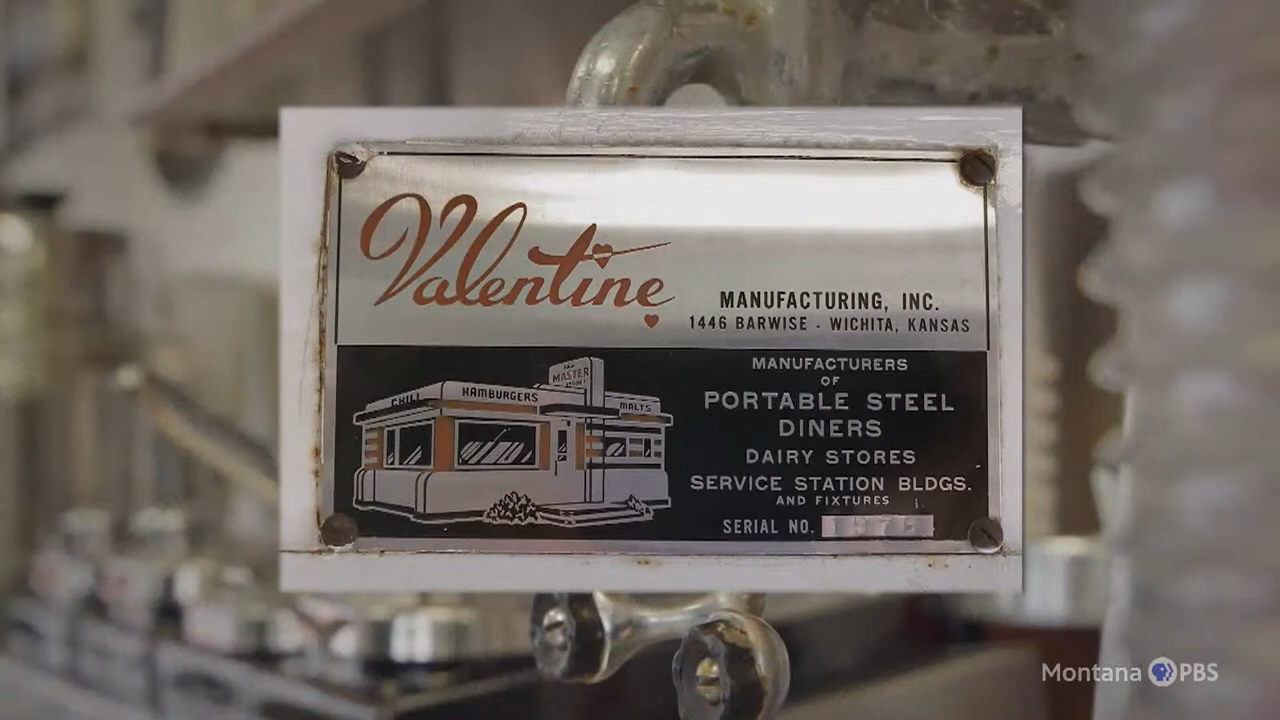 Valentine
MANUFACTURING, INC.
1446 BARWISE - WICHITA, KANSAS
CHILI
HAMBURGERS
MASTER
MALTS
MANUFACTURERS
OF
PORTABLE STEEL
DINERS
DAIRY STORES
SERVICE STATION BLDGS.
AND FIXTURES
SERIAL NO.
Montana PBS